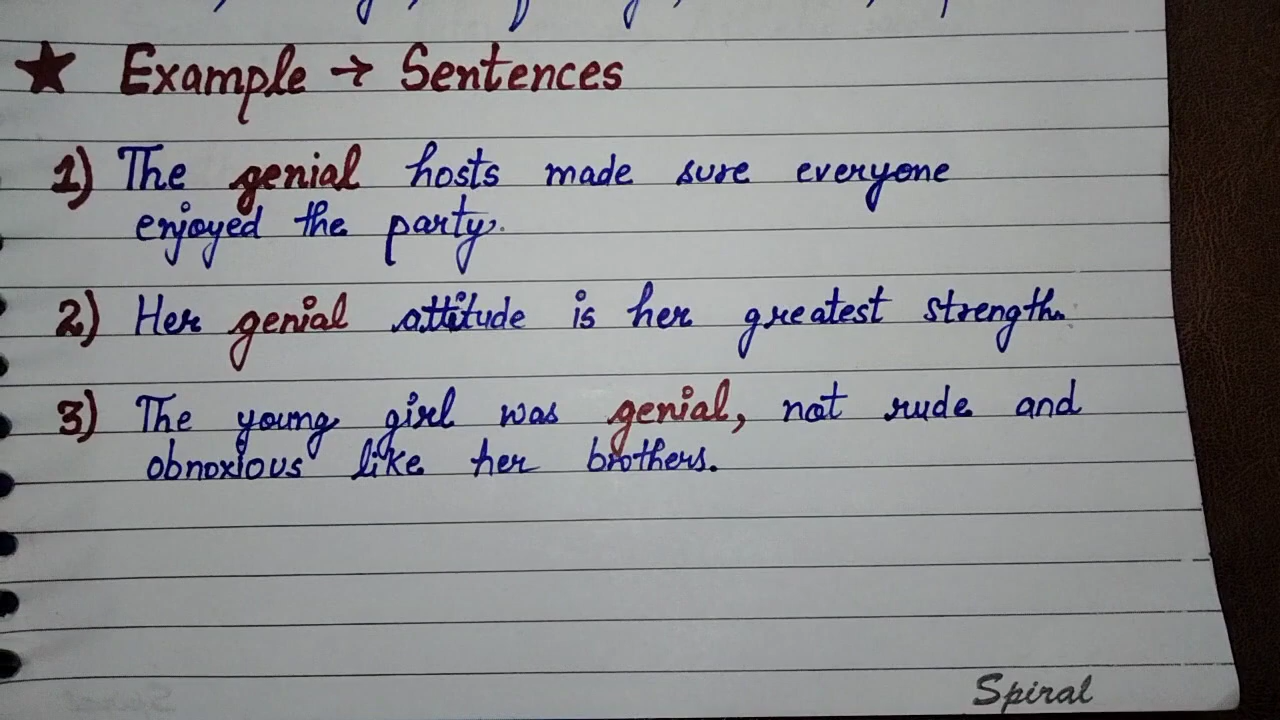 ★ Example → Sentences
1) The genial hosts made sure everyone
enjoyed the party.
2) Her genial attitude is her greatest strength.
3) The young girl was genial, not rude and
obnoxious like her brothers.
Spiral